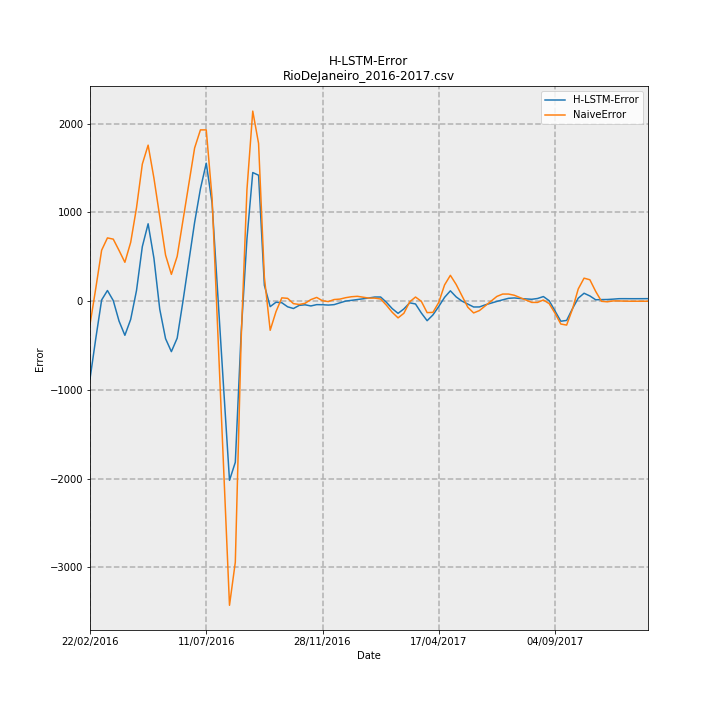 H-LSTM-Error
RioDeJaneiro_2016-2017.csv
H-LSTM-Error
NaiveError
2000
1000
0
−1000
−2000
−3000
Error
22/02/2016
11/07/2016
28/11/2016
17/04/2017
04/09/2017
Date